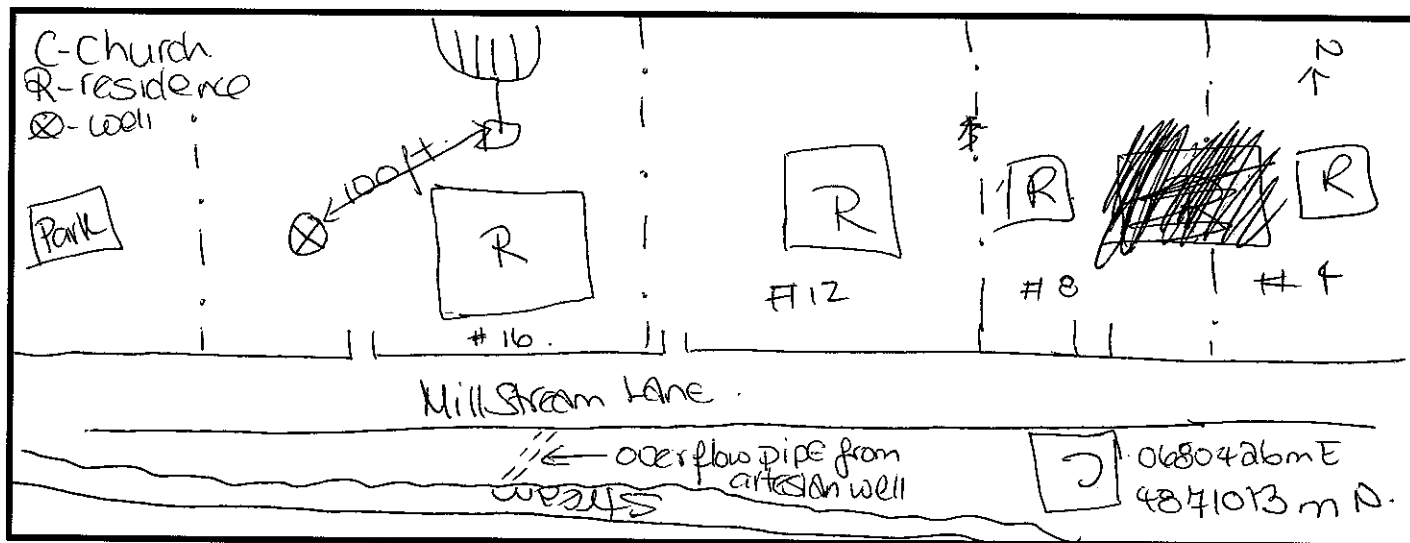 C-Church
R-residence
⊗-well
N
100ft.
Park
R
R
R
R
#16.
#12
#8
#4
Mill Stream Lane.
overflow pipe from
artesian well
Stream
C
0680426mE
4871013mN.